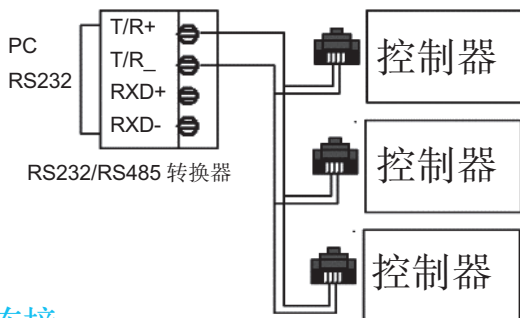 PC
RS232
T/R+
T/R_
RXD+
RXD-
RS232/RS485 转换器
控制器
控制器
控制器